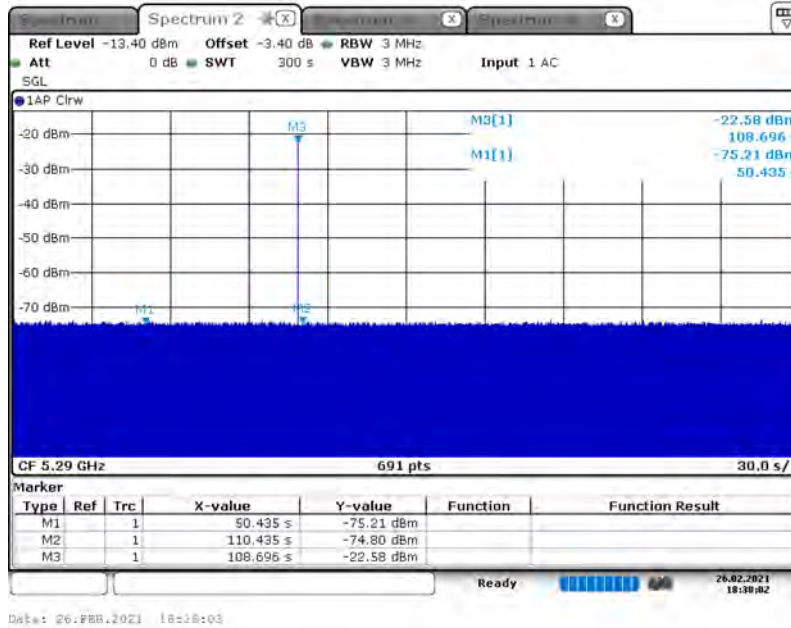 Spectrum 2
Ref Level -13.40 dBm Offset -3.40 dB RBW 3 MHz
Att 0 dB SWT 300 s VBW 3 MHz Input 1 AC
SGL
1AP Clrw
M3[1] -22.58 dBm
108.696 s
M1[1] -75.21 dBm
50.435 s
-20 dBm
-30 dBm
-40 dBm
-50 dBm
-60 dBm
-70 dBm
M3
M1
M2
CF 5.29 GHz 691 pts 30.0 s/
Marker
Type Ref Trc X-value Y-value Function Function Result
M1 1 50.435 s -75.21 dBm
M2 1 110.435 s -74.80 dBm
M3 1 108.696 s -22.58 dBm
Ready 26.02.2021
18:38:02
Date: 26.FEB.2021 18:38:03